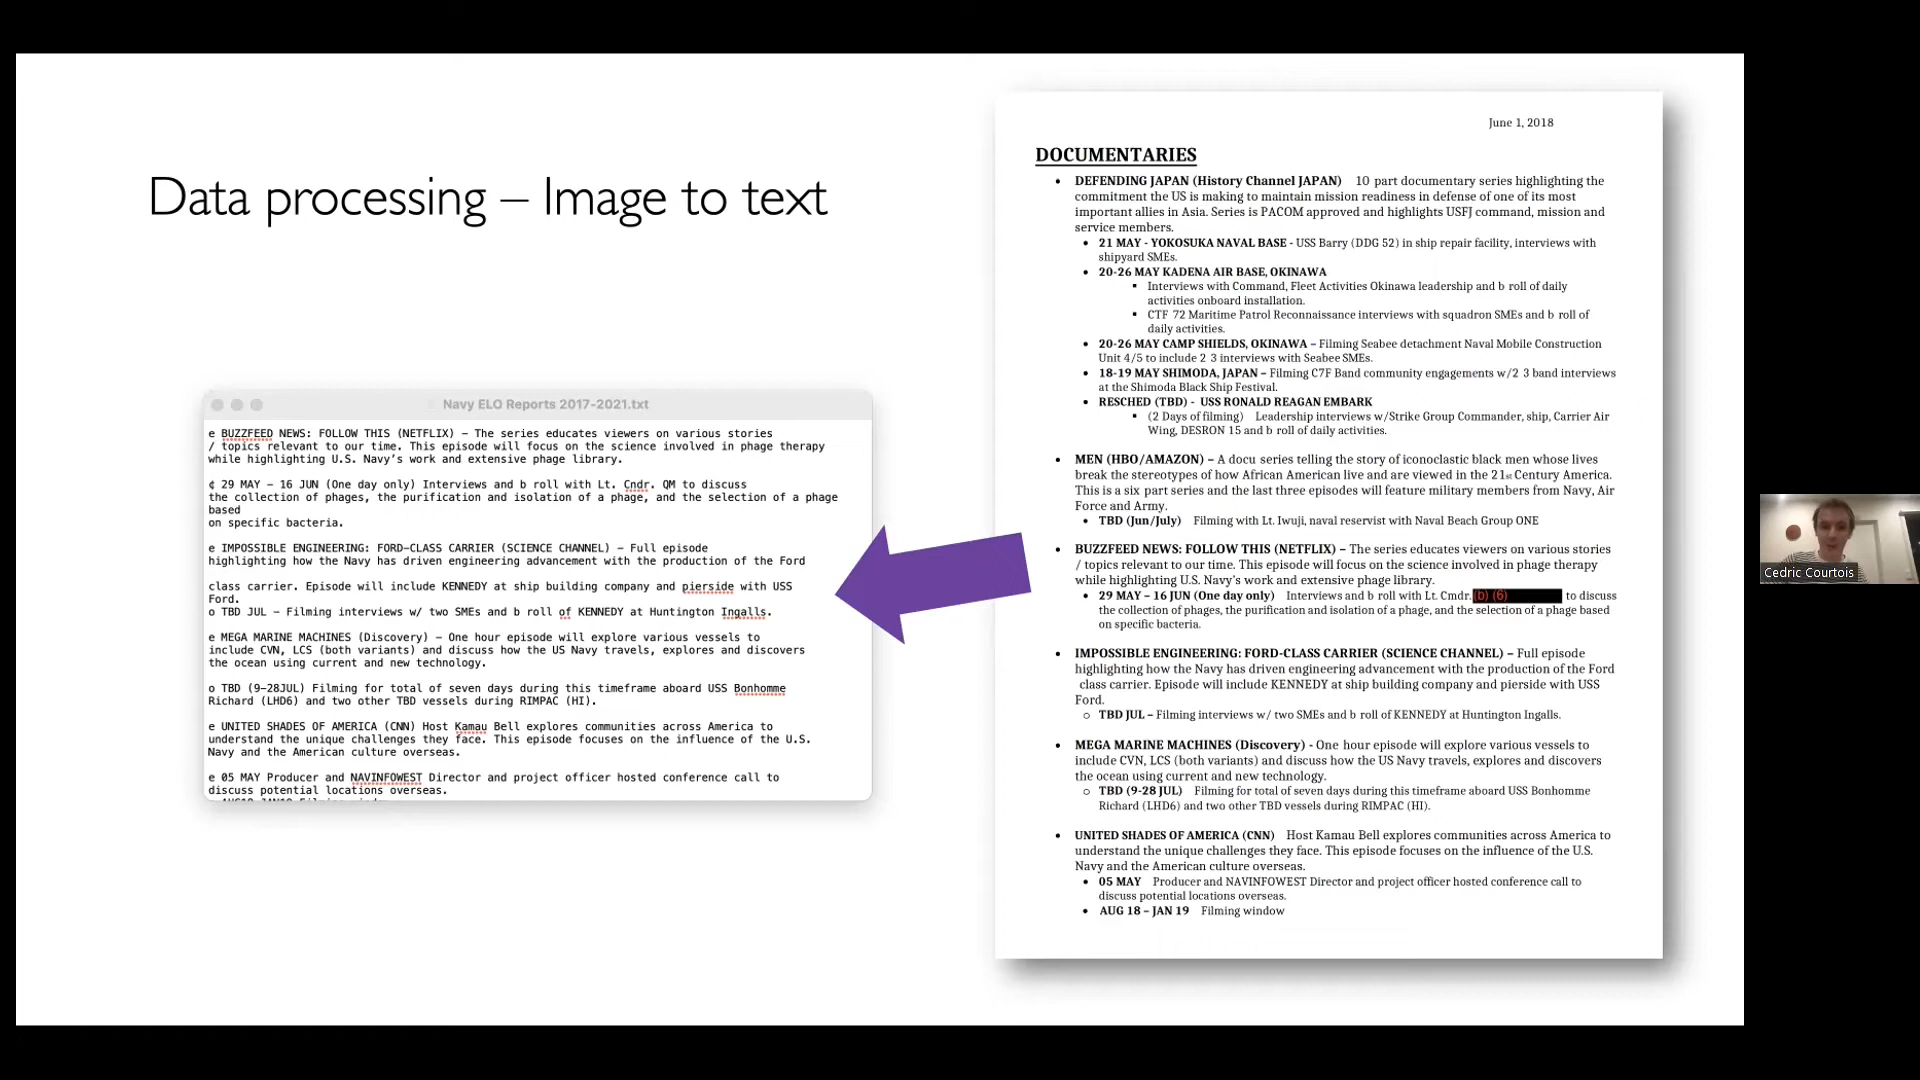 Data processing – Image to text
Navy ELO Reports 2017-2021.txt
e BUZZFEED NEWS: FOLLOW THIS (NETFLIX) – The series educates viewers on various stories
/ topics relevant to our time. This episode will focus on the science involved in phage therapy
while highlighting U.S. Navy's work and extensive phage library.
¢ 29 MAY – 16 JUN (One day only) Interviews and b roll with Lt. Cndr. QM to discuss
the collection of phages, the purification and isolation of a phage, and the selection of a phage
based
on specific bacteria.
e IMPOSSIBLE ENGINEERING: FORD-CLASS CARRIER (SCIENCE CHANNEL) – Full episode
highlighting how the Navy has driven engineering advancement with the production of the Ford
class carrier. Episode will include KENNEDY at ship building company and pierside with USS
Ford.
o TBD JUL – Filming interviews w/ two SMEs and b roll of KENNEDY at Huntington Ingalls.
e MEGA MARINE MACHINES (Discovery) – One hour episode will explore various vessels to
include CVN, LCS (both variants) and discuss how the US Navy travels, explores and discovers
the ocean using current and new technology.
o TBD (9–28JUL) Filming for total of seven days during this timeframe aboard USS Bonhomme
Richard (LHD6) and two other TBD vessels during RIMPAC (HI).
e UNITED SHADES OF AMERICA (CNN) Host Kamau Bell explores communities across America to
understand the unique challenges they face. This episode focuses on the influence of the U.S.
Navy and the American culture overseas.
e 05 MAY Producer and NAVINFOWEST Director and project officer hosted conference call to
discuss potential locations overseas.
June 1, 2018
DOCUMENTARIES
• DEFENDING JAPAN (History Channel JAPAN) 10 part documentary series highlighting the
commitment the US is making to maintain mission readiness in defense of one of its most
important allies in Asia. Series is PACOM approved and highlights USFJ command, mission and
service members.
• 21 MAY - YOKOSUKA NAVAL BASE - USS Barry (DDG 52) in ship repair facility, interviews with
shipyard SMEs.
• 20-26 MAY KADENA AIR BASE, OKINAWA
▪ Interviews with Command, Fleet Activities Okinawa leadership and b roll of daily
activities onboard installation.
▪ CTF 72 Maritime Patrol Reconnaissance interviews with squadron SMEs and b roll of
daily activities.
• 20-26 MAY CAMP SHIELDS, OKINAWA – Filming Seabee detachment Naval Mobile Construction
Unit 4/5 to include 2 3 interviews with Seabee SMEs.
• 18-19 MAY SHIMODA, JAPAN – Filming C7F Band community engagements w/2 3 band interviews
at the Shimoda Black Ship Festival.
• RESCHED (TBD) - USS RONALD REAGAN EMBARK
▪ (2 Days of filming) Leadership interviews w/Strike Group Commander, ship, Carrier Air
Wing, DESRON 15 and b roll of daily activities.
• MEN (HBO/AMAZON) – A docu series telling the story of iconoclastic black men whose lives
break the stereotypes of how African American live and are viewed in the 21st Century America.
This is a six part series and the last three episodes will feature military members from Navy, Air
Force and Army.
• TBD (Jun/July) Filming with Lt. Iwuji, naval reservist with Naval Beach Group ONE
• BUZZFEED NEWS: FOLLOW THIS (NETFLIX) – The series educates viewers on various stories
/ topics relevant to our time. This episode will focus on the science involved in phage therapy
while highlighting U.S. Navy's work and extensive phage library.
• 29 MAY – 16 JUN (One day only) Interviews and b roll with Lt. Cmdr. (b) (6) to discuss
the collection of phages, the purification and isolation of a phage, and the selection of a phage based
on specific bacteria.
• IMPOSSIBLE ENGINEERING: FORD-CLASS CARRIER (SCIENCE CHANNEL) – Full episode
highlighting how the Navy has driven engineering advancement with the production of the Ford
class carrier. Episode will include KENNEDY at ship building company and pierside with USS
Ford.
o TBD JUL – Filming interviews w/ two SMEs and b roll of KENNEDY at Huntington Ingalls.
• MEGA MARINE MACHINES (Discovery) - One hour episode will explore various vessels to
include CVN, LCS (both variants) and discuss how the US Navy travels, explores and discovers
the ocean using current and new technology.
o TBD (9-28 JUL) Filming for total of seven days during this timeframe aboard USS Bonhomme
Richard (LHD6) and two other TBD vessels during RIMPAC (HI).
• UNITED SHADES OF AMERICA (CNN) Host Kamau Bell explores communities across America to
understand the unique challenges they face. This episode focuses on the influence of the U.S.
Navy and the American culture overseas.
• 05 MAY Producer and NAVINFOWEST Director and project officer hosted conference call to
discuss potential locations overseas.
• AUG 18 – JAN 19 Filming window
Cedric Courtois